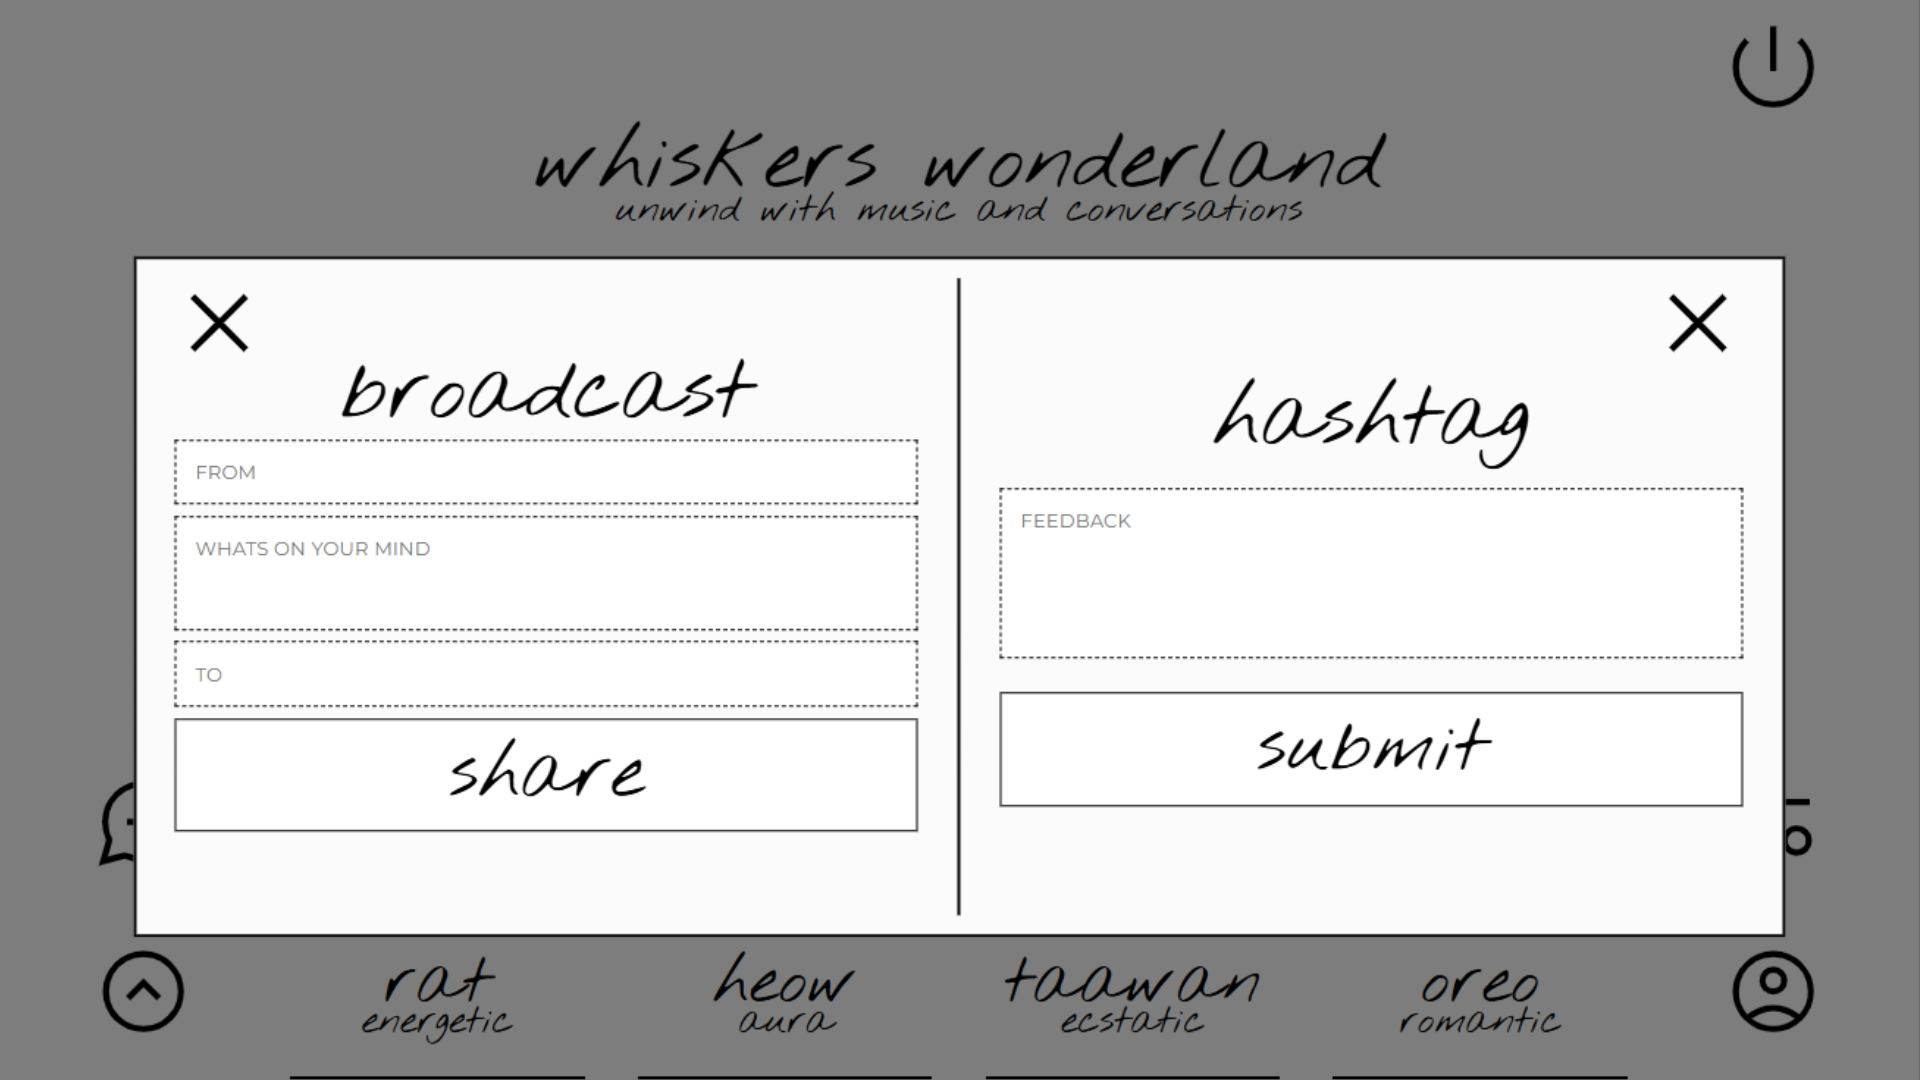 whiskers wonderland
unwind with music and conversations
broadcast
FROM
WHATS ON YOUR MIND
TO
share
hashtag
FEEDBACK
submit
rat
energetic
heow
aura
taawan
ecstatic
oreo
romantic